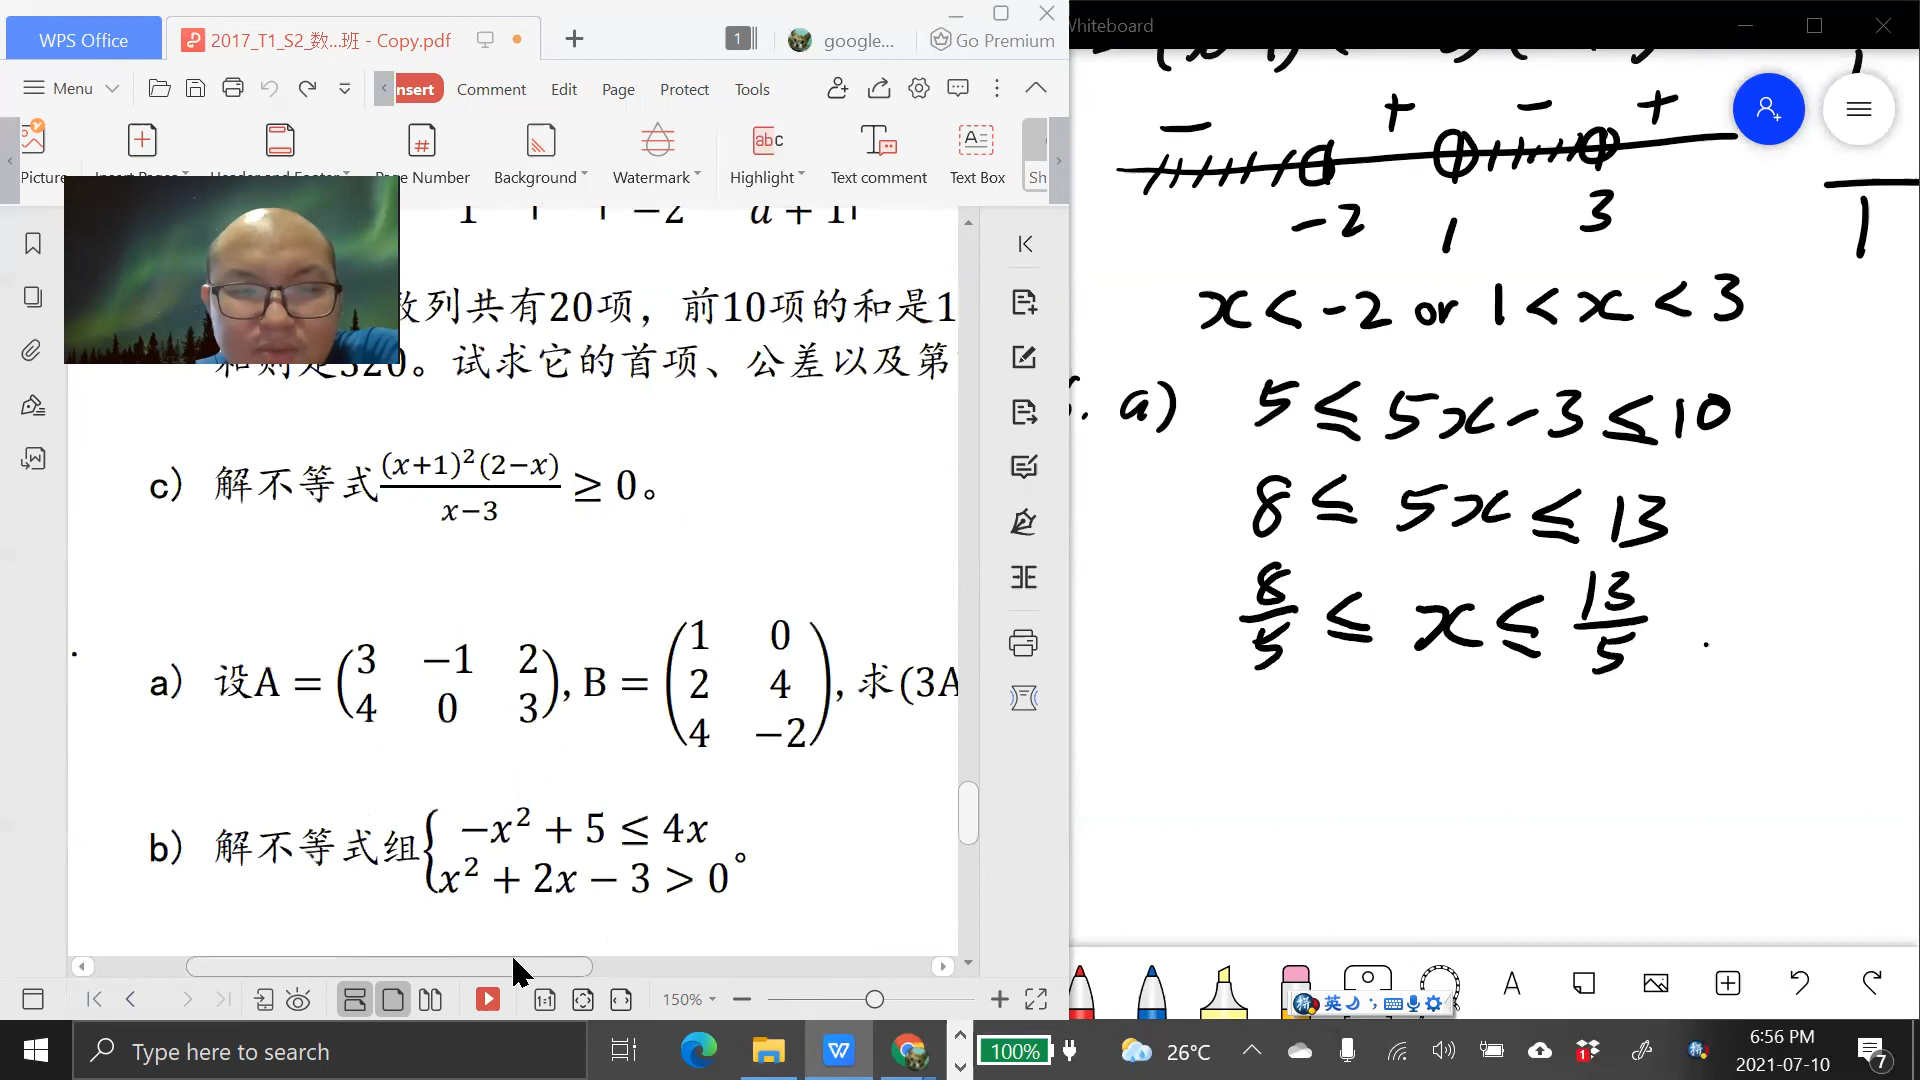 WPS Office
2017_T1_S2_数...班 - Copy.pdf
1
google...
Go Premium
Whiteboard
Menu
nsert
Comment
Edit
Page
Protect
Tools
Picture
Page Number
Background
Watermark
Highlight
Text comment
Text Box
Sh
数列共有20项，前10项的和是1
和则是320。试求它的首项、公差以及第
c) 解不等式 (x+1)²(2−x) / x−3 ≥ 0。
a) 设A = (3 −1 2
4 0 3), B = (1 0
2 4
4 −2), 求(3A
b) 解不等式组{−x² + 5 ≤ 4x
x² + 2x − 3 > 0。
− + − +
−2 1 3
1
x < −2 or 1 < x < 3
a) 5 ≤ 5x − 3 ≤ 10
8 ≤ 5x ≤ 13
8/5 ≤ x ≤ 13/5
150%
英
Type here to search
100%
26°C
6:56 PM
2021-07-10
7